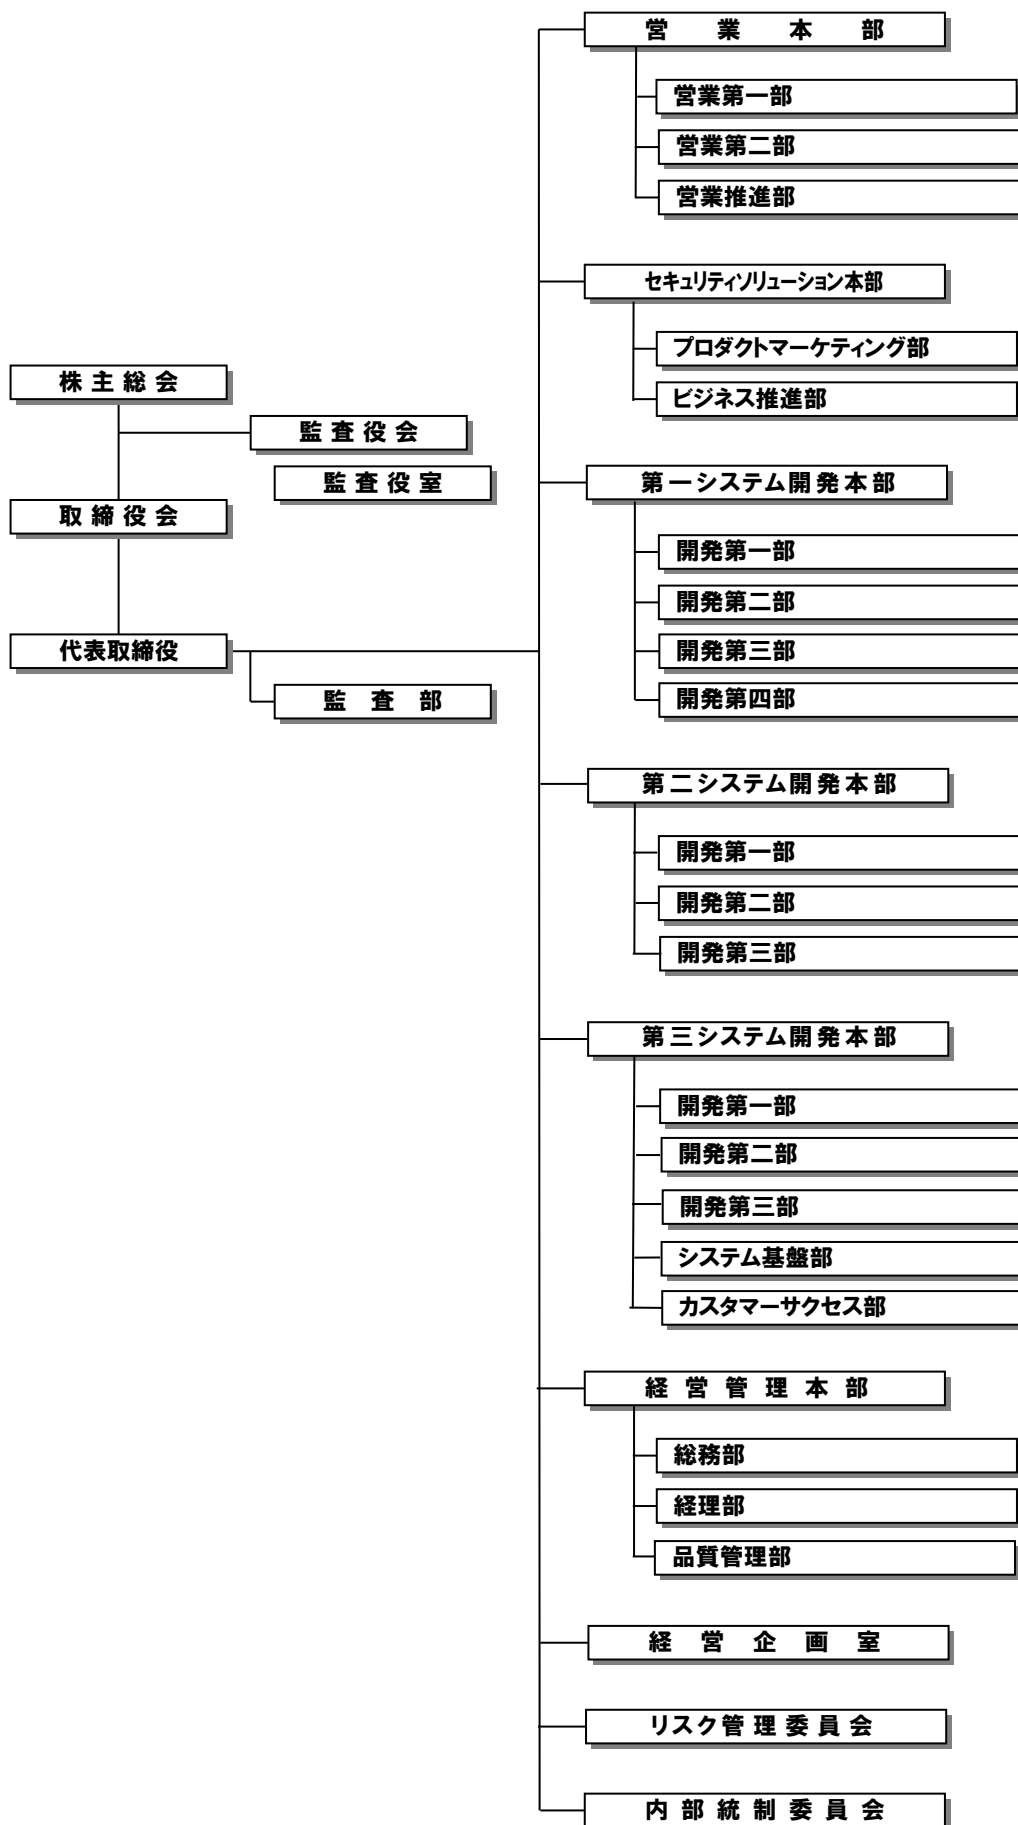 株主総会
監査役会
監査役室
取締役会
代表取締役
監査部
営業本部
営業第一部
営業第二部
営業推進部
セキュリティソリューション本部
プロダクトマーケティング部
ビジネス推進部
第一システム開発本部
開発第一部
開発第二部
開発第三部
開発第四部
第二システム開発本部
開発第一部
開発第二部
開発第三部
第三システム開発本部
開発第一部
開発第二部
開発第三部
システム基盤部
カスタマーサクセス部
経営管理本部
総務部
経理部
品質管理部
経営企画室
リスク管理委員会
内部統制委員会